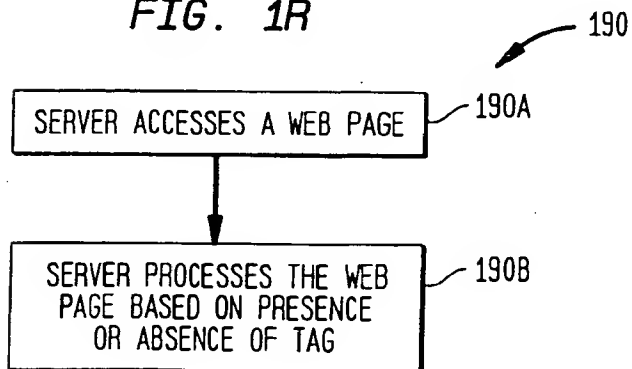 FIG. 1R
190
SERVER ACCESSES A WEB PAGE
190A
SERVER PROCESSES THE WEB
PAGE BASED ON PRESENCE
OR ABSENCE OF TAG
190B